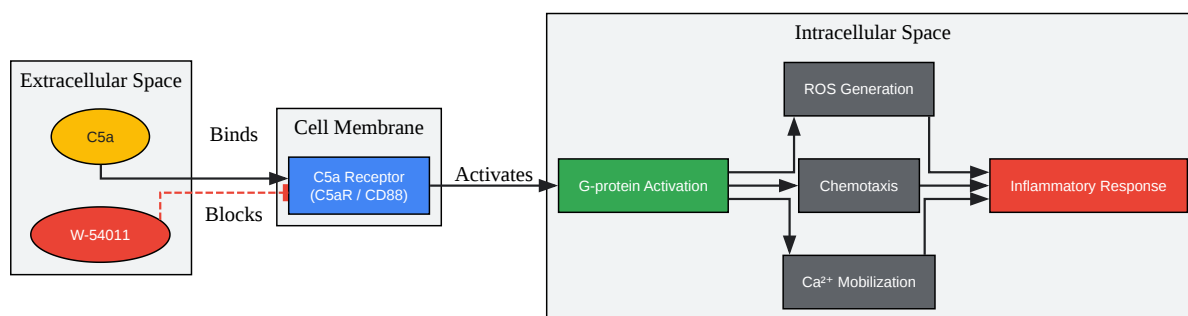 Extracellular Space
C5a
W-54011
Binds
Blocks
Cell Membrane
C5a Receptor
(C5aR / CD88)
Activates
Intracellular Space
G-protein Activation
ROS Generation
Chemotaxis
Ca²⁺ Mobilization
Inflammatory Response